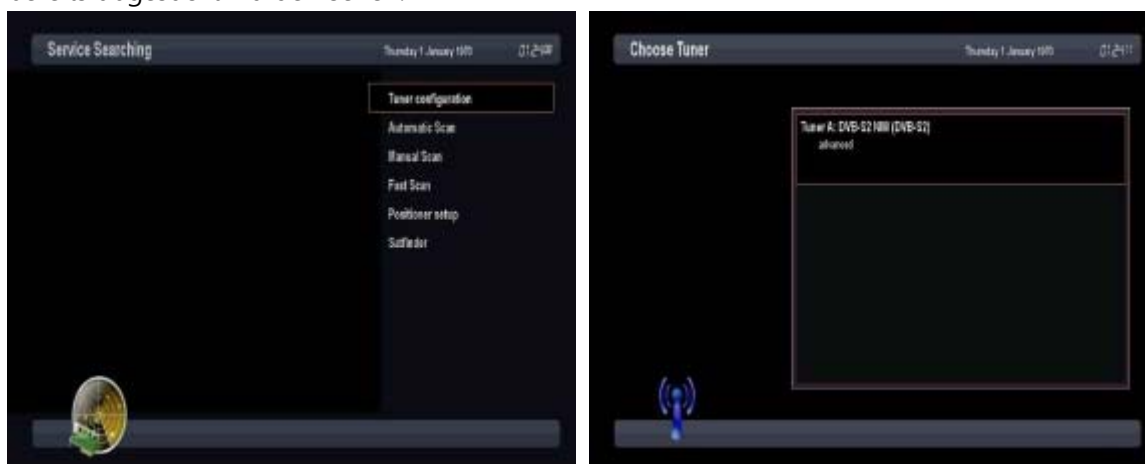 Service Searching
Thursday 1 January 1970
Tuner configuration
Automatic Scan
Manual Scan
Fast Scan
Positioner setup
Satfinder
Choose Tuner
Thursday 1 January 1970
Tuner A: DVB-S2 NIM (DVB-S2)
advanced